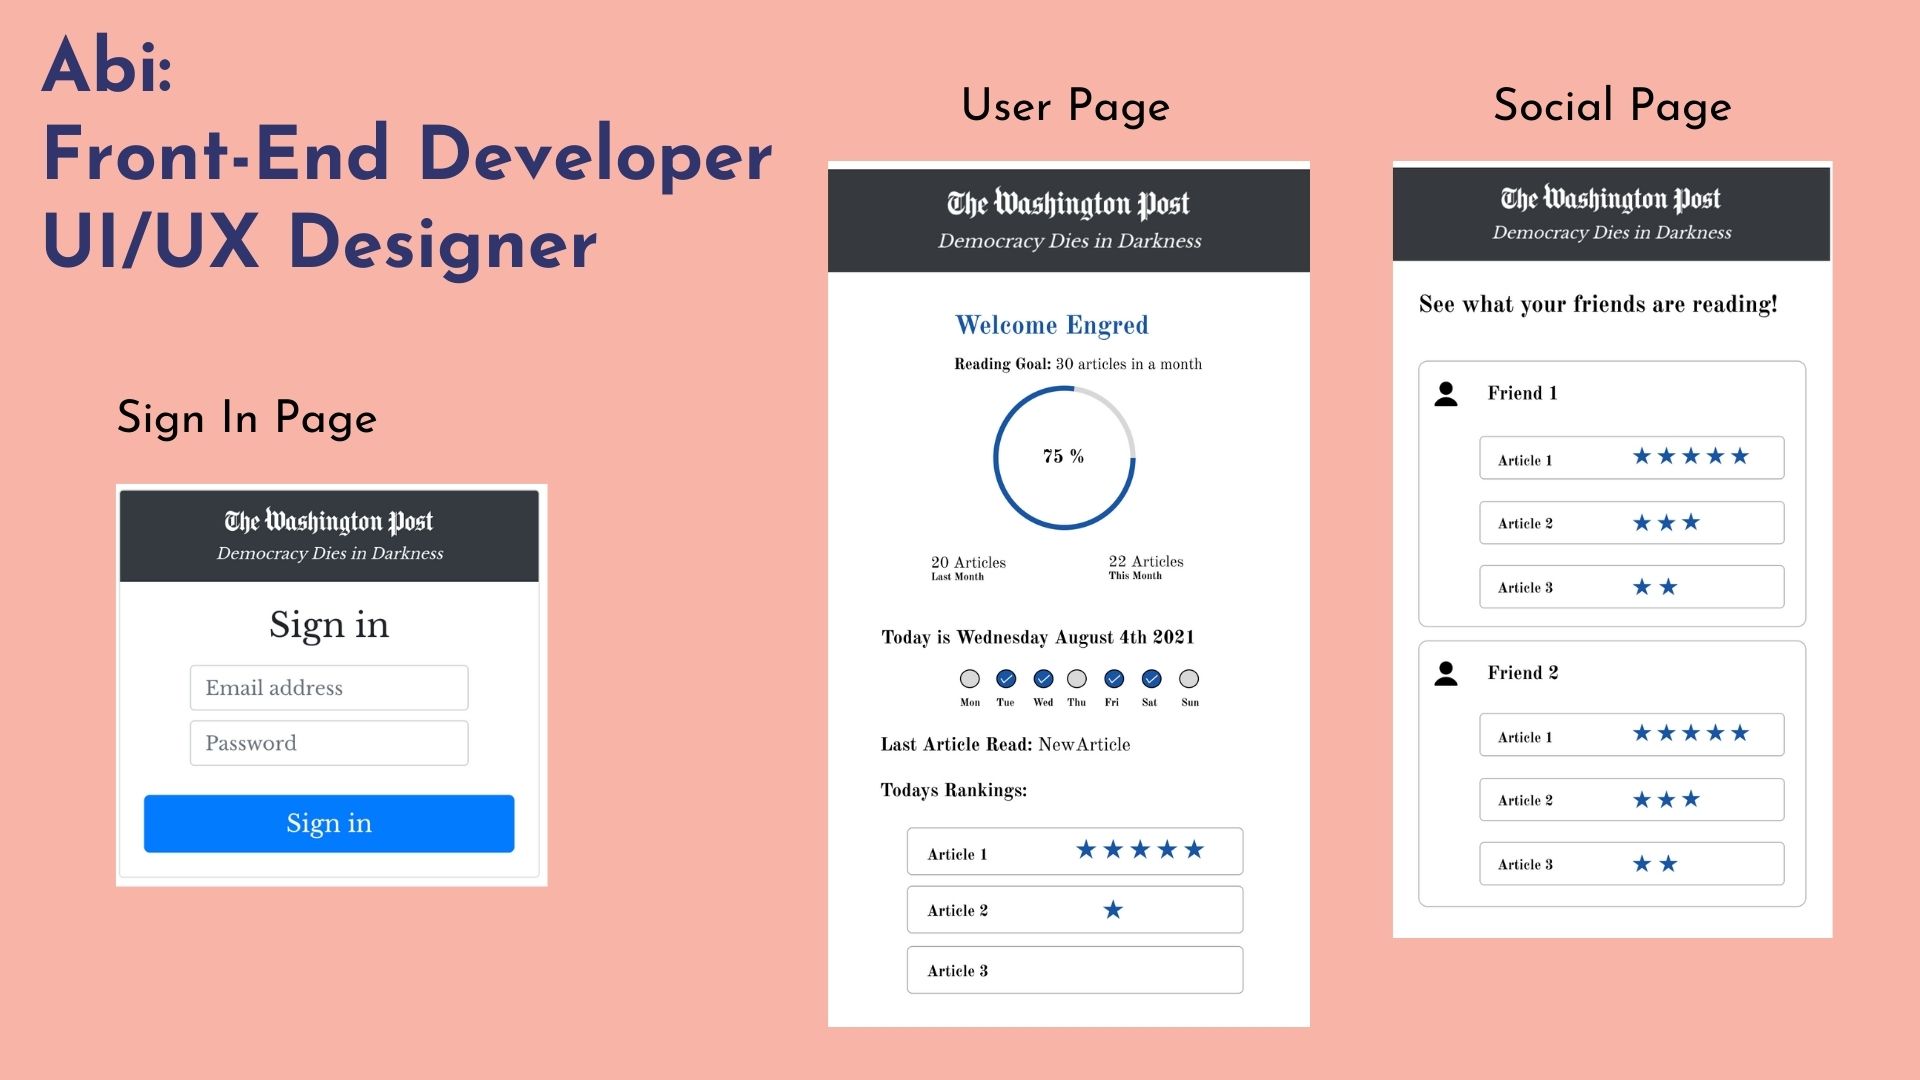 Abi:
Front-End Developer
UI/UX Designer
Sign In Page
The Washington Post
Democracy Dies in Darkness
Sign in
Email address
Password
Sign in
User Page
The Washington Post
Democracy Dies in Darkness
Welcome Engred
Reading Goal: 30 articles in a month
75 %
20 Articles
Last Month
22 Articles
This Month
Today is Wednesday August 4th 2021
Mon Tue Wed Thu Fri Sat Sun
Last Article Read: NewArticle
Todays Rankings:
Article 1
Article 2
Article 3
Social Page
The Washington Post
Democracy Dies in Darkness
See what your friends are reading!
Friend 1
Article 1
Article 2
Article 3
Friend 2
Article 1
Article 2
Article 3